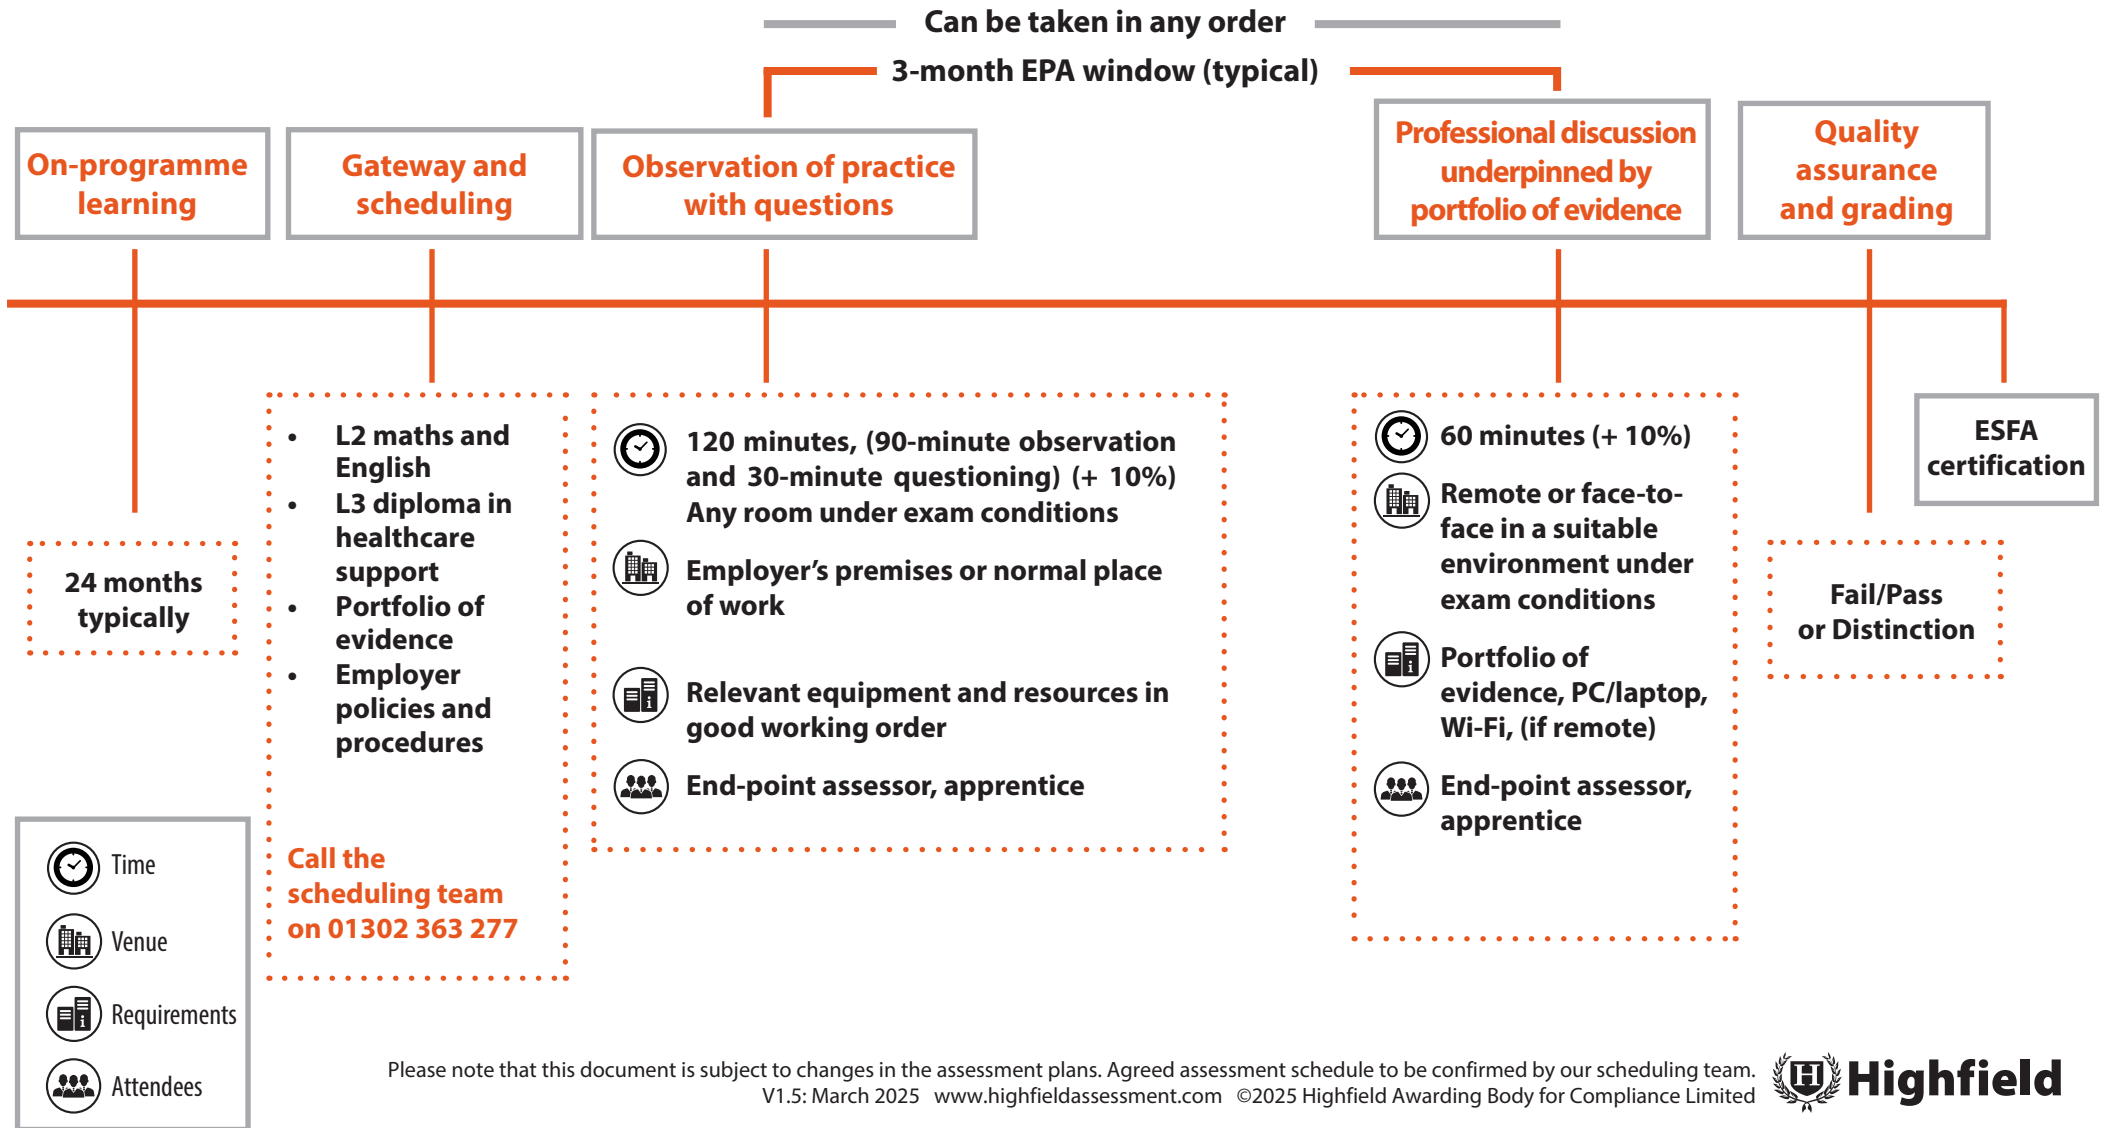 Can be taken in any order
3-month EPA window (typical)
On-programme
learning
Gateway and
scheduling
Observation of practice
with questions
Professional discussion
underpinned by
portfolio of evidence
Quality
assurance
and grading
24 months
typically
• L2 maths and
English
• L3 diploma in
healthcare
support
• Portfolio of
evidence
• Employer
policies and
procedures
Call the
scheduling team
on 01302 363 277
120 minutes, (90-minute observation
and 30-minute questioning) (+ 10%)
Any room under exam conditions
Employer’s premises or normal place
of work
Relevant equipment and resources in
good working order
End-point assessor, apprentice
60 minutes (+ 10%)
Remote or face-to-
face in a suitable
environment under
exam conditions
Portfolio of
evidence, PC/laptop,
Wi-Fi, (if remote)
End-point assessor,
apprentice
Fail/Pass
or Distinction
ESFA
certification
Time
Venue
Requirements
Attendees
Please note that this document is subject to changes in the assessment plans. Agreed assessment schedule to be confirmed by our scheduling team.
V1.5: March 2025 www.highfieldassessment.com ©2025 Highfield Awarding Body for Compliance Limited
H Highfield